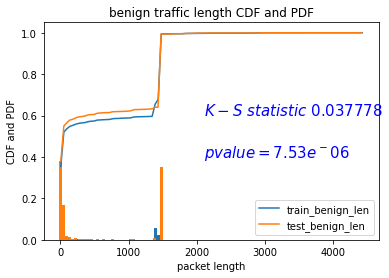 benign traffic length CDF and PDF
CDF and PDF
1.0
0.8
0.6
0.4
0.2
0.0
K − S statistic 0.037778
pvalue = 7.53e⁻06
train_benign_len
test_benign_len
0 1000 2000 3000 4000
packet length